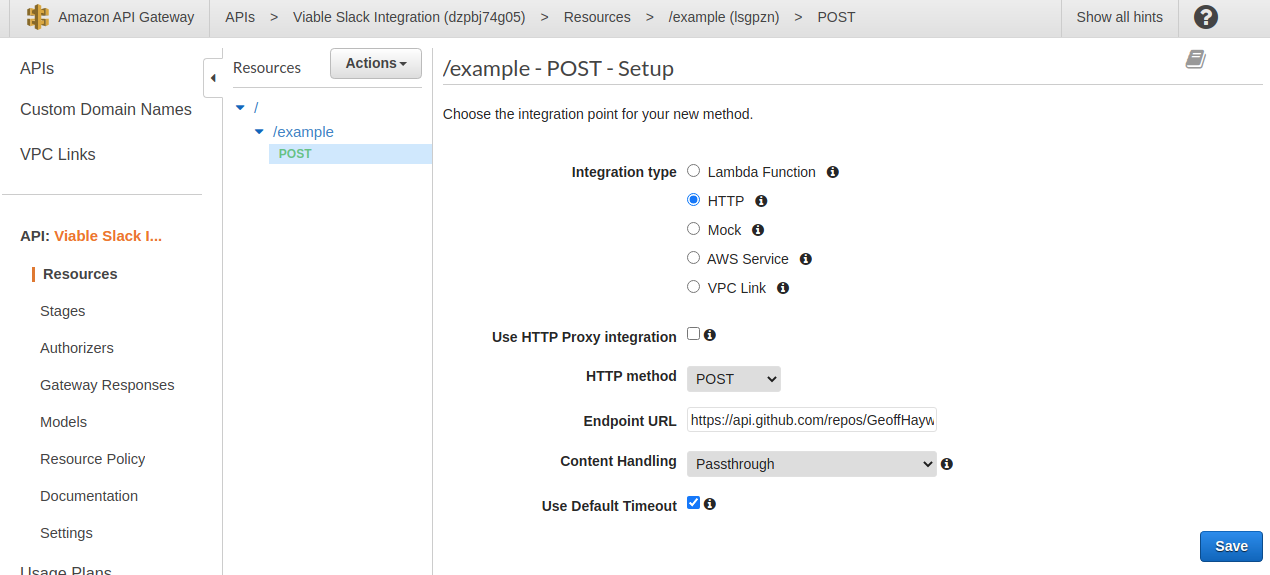 Amazon API Gateway
APIs > Viable Slack Integration (dzpbj74g05) > Resources > /example (lsgpzn) > POST
Show all hints
?
APIs
Custom Domain Names
VPC Links
API: Viable Slack I...
Resources
Stages
Authorizers
Gateway Responses
Models
Resource Policy
Documentation
Settings
Usage Plans
Resources
Actions
/
/example
POST
/example - POST - Setup
Choose the integration point for your new method.
Integration type
Lambda Function
HTTP
Mock
AWS Service
VPC Link
Use HTTP Proxy integration
HTTP method POST
Endpoint URL https://api.github.com/repos/GeoffHayw
Content Handling Passthrough
Use Default Timeout
Save